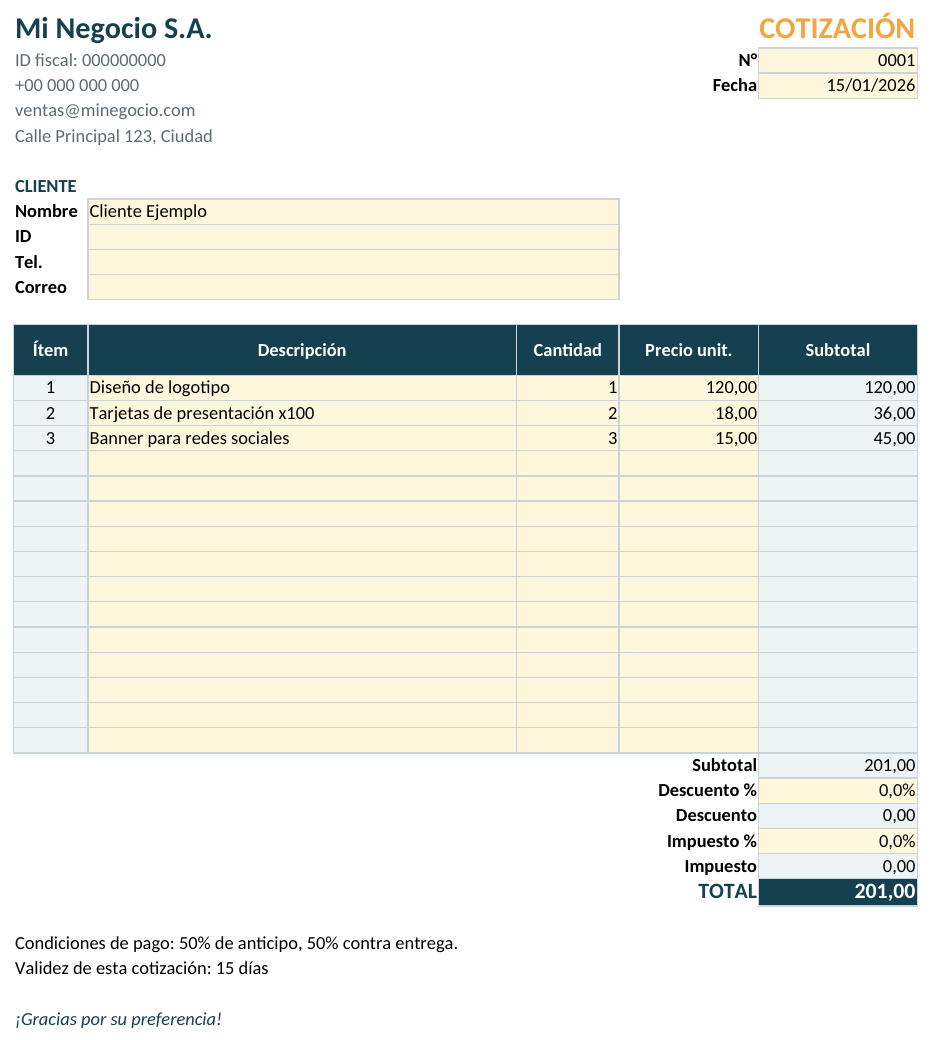 Mi Negocio S.A. COTIZACIÓN
ID fiscal: 000000000 N° 0001
+00 000 000 000 Fecha 15/01/2026
ventas@minegocio.com
Calle Principal 123, Ciudad
CLIENTE
Nombre Cliente Ejemplo
ID
Tel.
Correo
Ítem Descripción Cantidad Precio unit. Subtotal
1 Diseño de logotipo 1 120,00 120,00
2 Tarjetas de presentación x100 2 18,00 36,00
3 Banner para redes sociales 3 15,00 45,00
Subtotal 201,00
Descuento % 0,0%
Descuento 0,00
Impuesto % 0,0%
Impuesto 0,00
TOTAL 201,00
Condiciones de pago: 50% de anticipo, 50% contra entrega.
Validez de esta cotización: 15 días
¡Gracias por su preferencia!